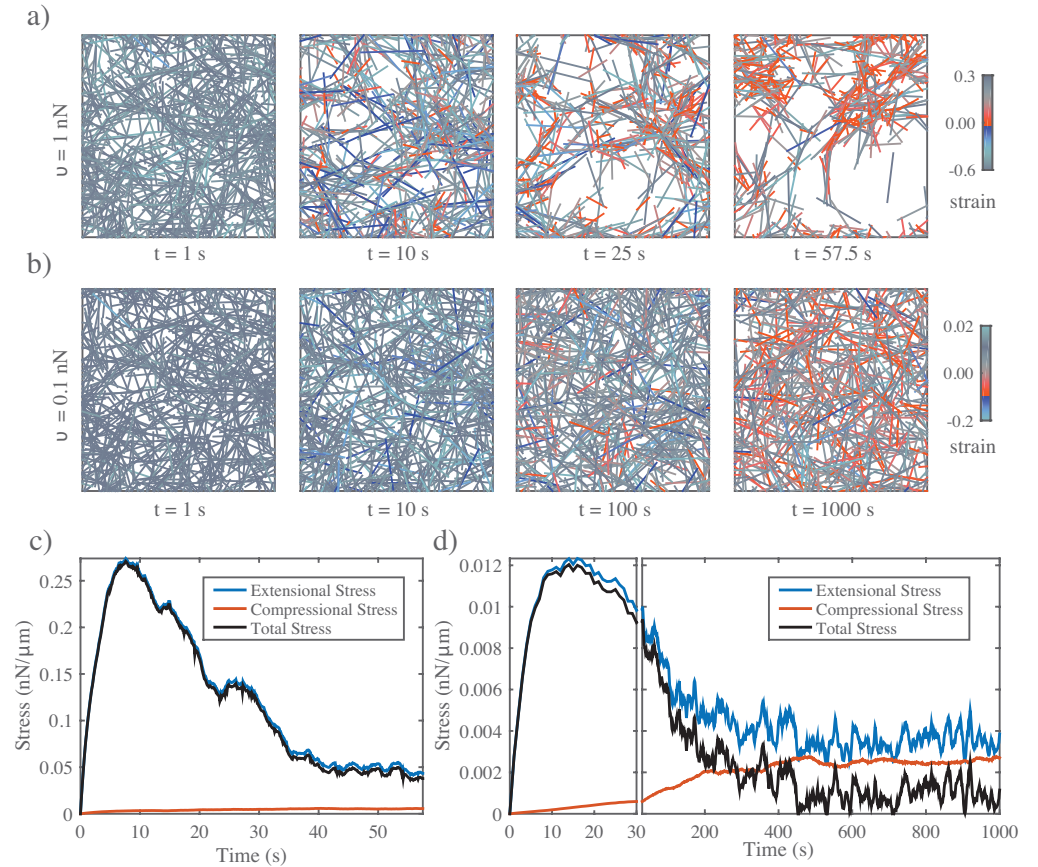 a)
υ = 1 nN
t = 1 s
t = 10 s
t = 25 s
t = 57.5 s
0.3
0.00
-0.6
strain
b)
υ = 0.1 nN
t = 1 s
t = 10 s
t = 100 s
t = 1000 s
0.02
0.00
-0.2
strain
c)
Stress (nN/μm)
0.25
0.2
0.15
0.1
0.05
0
0 10 20 30 40 50
Time (s)
Extensional Stress
Compressional Stress
Total Stress
d)
Stress (nN/μm)
0.012
0.01
0.008
0.006
0.004
0.002
0
0 10 20 30 200 400 600 800 1000
Time (s)
Extensional Stress
Compressional Stress
Total Stress